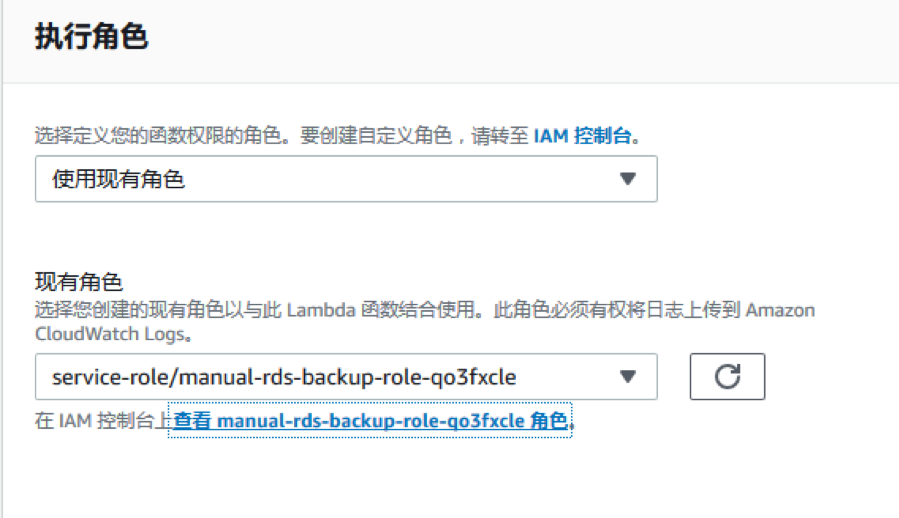 执行角色
选择定义您的函数权限的角色。要创建自定义角色，请转至 IAM 控制台。
使用现有角色
现有角色
选择您创建的现有角色以与此 Lambda 函数结合使用。此角色必须有权将日志上传到 Amazon
CloudWatch Logs。
service-role/manual-rds-backup-role-qo3fxcle
在 IAM 控制台上查看 manual-rds-backup-role-qo3fxcle 角色。